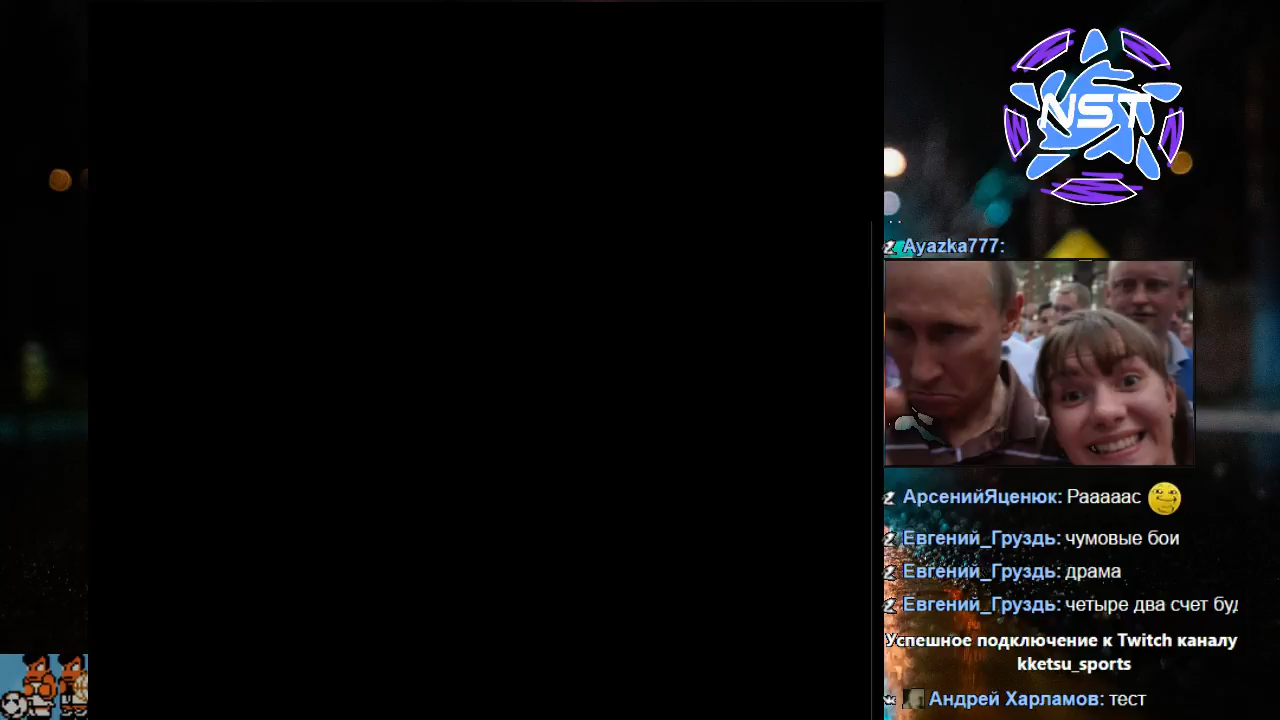 NST
Ayazka777:
АрсенийЯценюк: Рааааас
Евгений_Груздь: чумовые бои
Евгений_Груздь: драма
Евгений_Груздь: четыре два счет буд
Успешное подключение к Twitch каналу
kketsu_sports
Андрей Харламов: тест